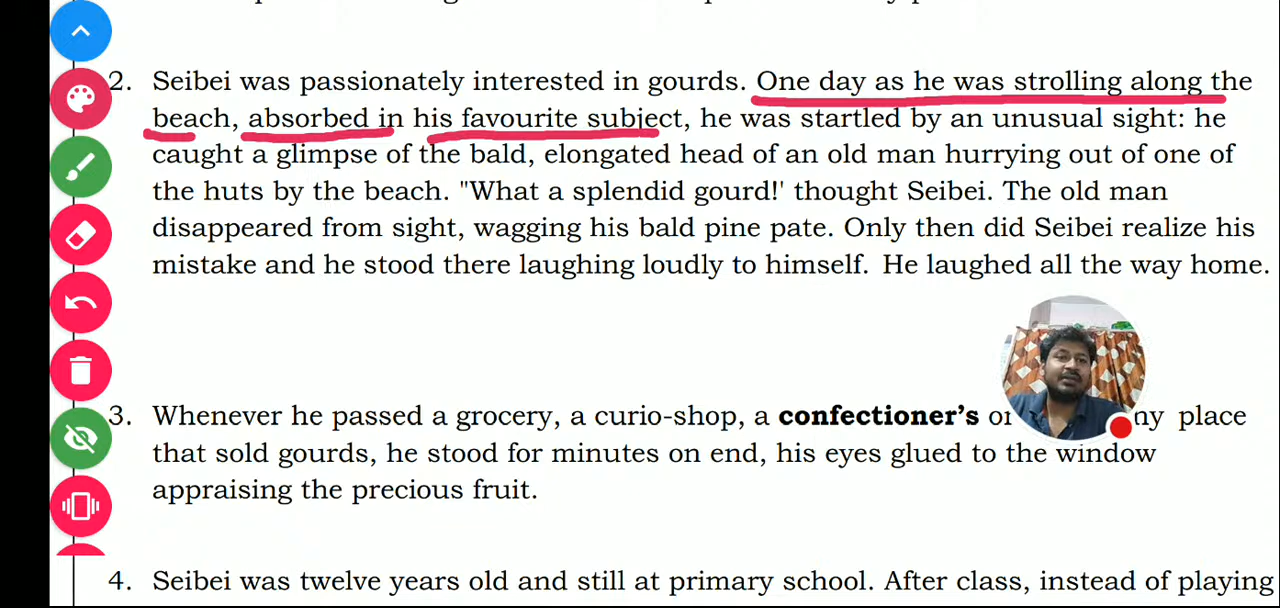 2. Seibei was passionately interested in gourds. One day as he was strolling along the
beach, absorbed in his favourite subject, he was startled by an unusual sight: he
caught a glimpse of the bald, elongated head of an old man hurrying out of one of
the huts by the beach. "What a splendid gourd!' thought Seibei. The old man
disappeared from sight, wagging his bald pine pate. Only then did Seibei realize his
mistake and he stood there laughing loudly to himself. He laughed all the way home.
3. Whenever he passed a grocery, a curio-shop, a confectioner's place
that sold gourds, he stood for minutes on end, his eyes glued to the window
appraising the precious fruit.
4. Seibei was twelve years old and still at primary school. After class, instead of playing